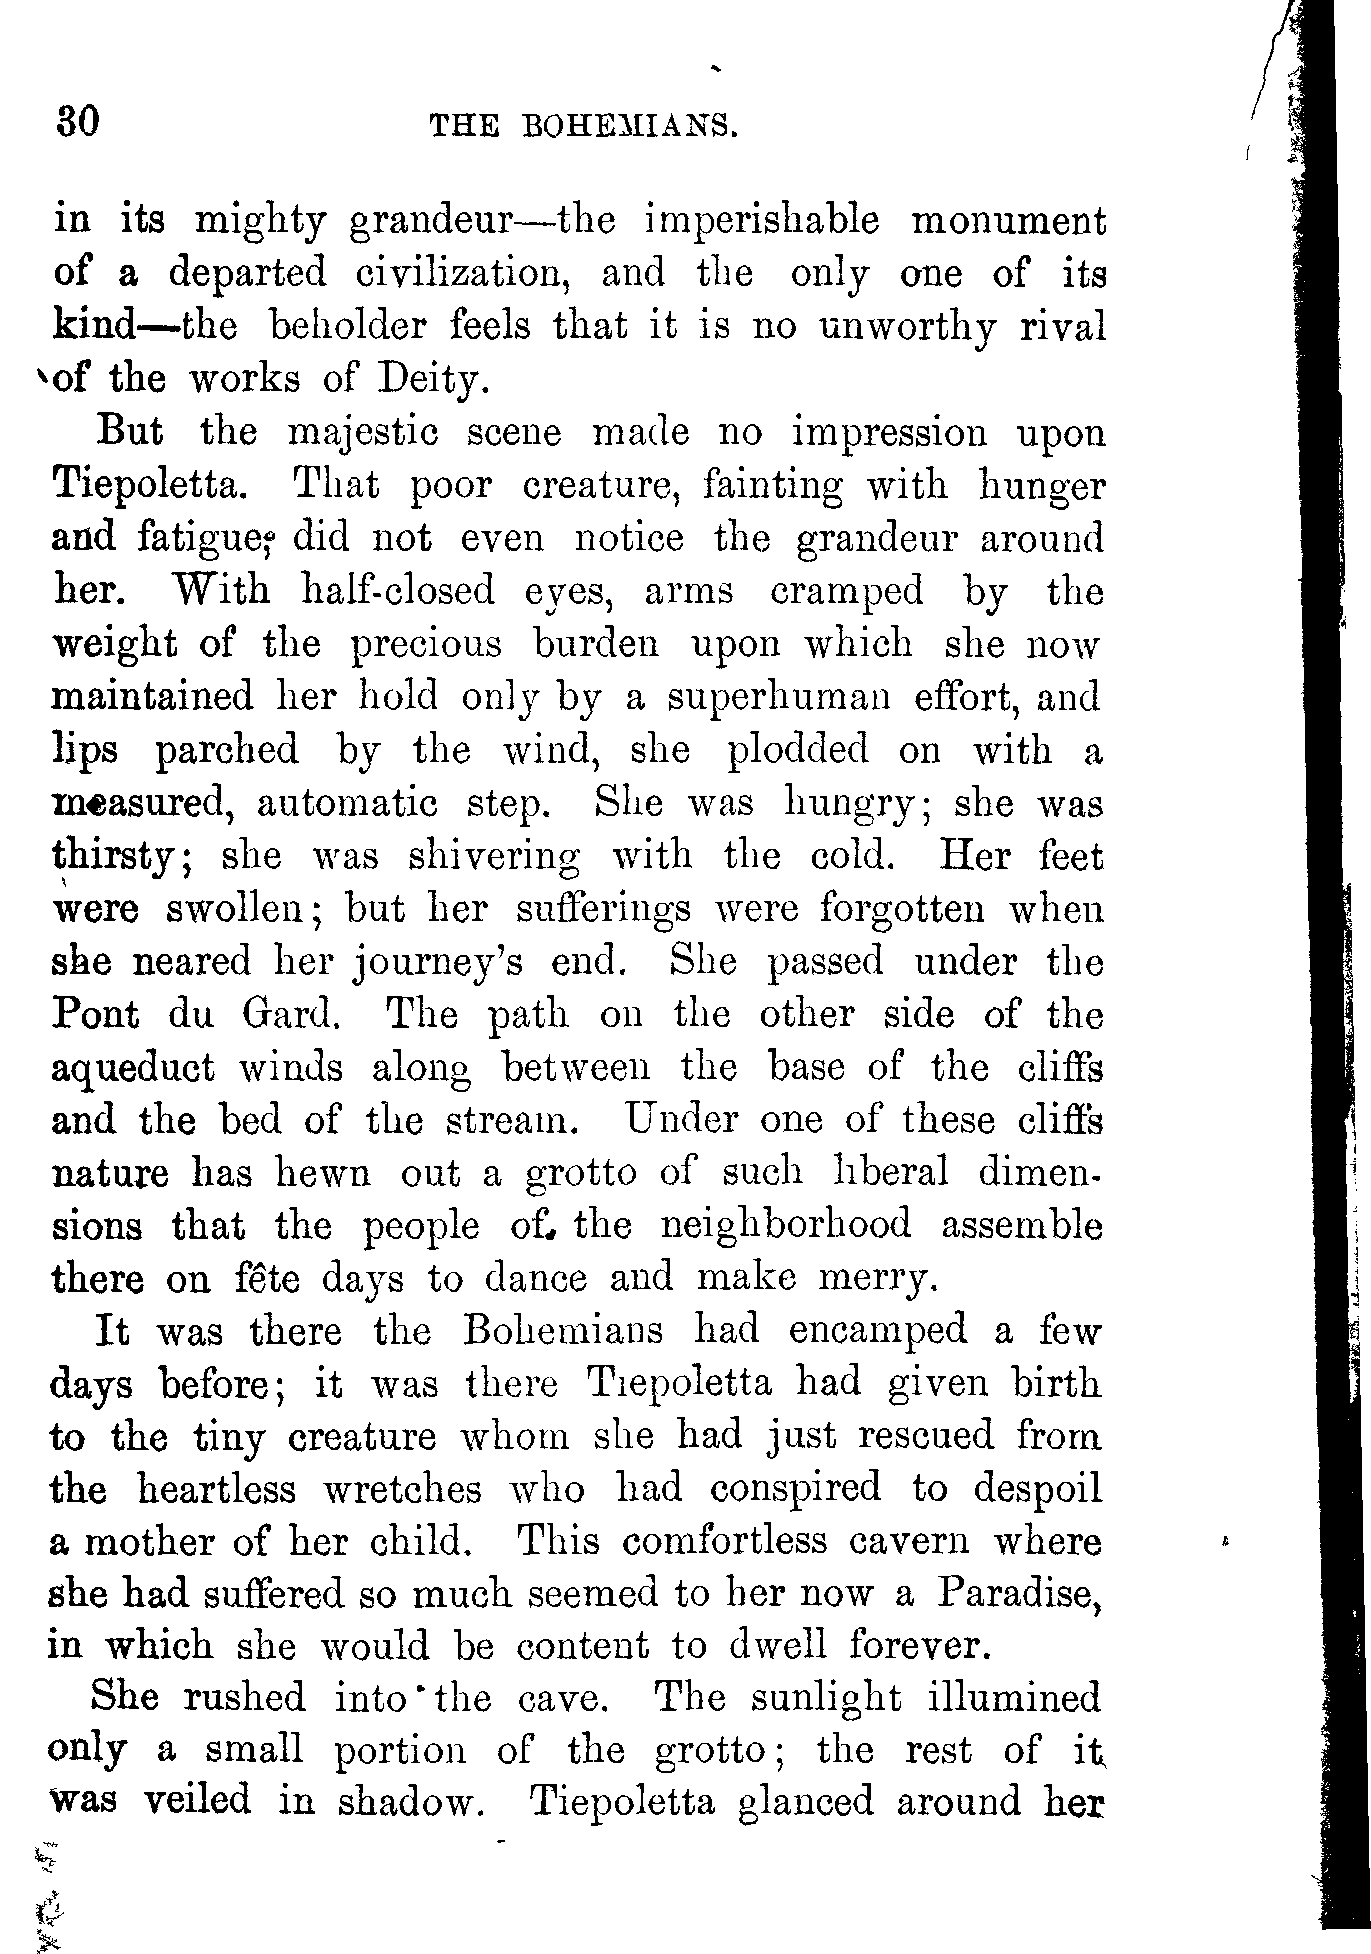 30 THE BOHEMIANS.
in its mighty grandeur—the imperishable monument
of a departed civilization, and the only one of its
kind—the beholder feels that it is no unworthy rival
of the works of Deity.
But the majestic scene made no impression upon
Tiepoletta. That poor creature, fainting with hunger
and fatigue, did not even notice the grandeur around
her. With half-closed eyes, arms cramped by the
weight of the precious burden upon which she now
maintained her hold only by a superhuman effort, and
lips parched by the wind, she plodded on with a
measured, automatic step. She was hungry; she was
thirsty; she was shivering with the cold. Her feet
were swollen; but her sufferings were forgotten when
she neared her journey's end. She passed under the
Pont du Gard. The path on the other side of the
aqueduct winds along between the base of the cliffs
and the bed of the stream. Under one of these cliffs
nature has hewn out a grotto of such liberal dimen-
sions that the people of the neighborhood assemble
there on fête days to dance and make merry.
It was there the Bohemians had encamped a few
days before; it was there Tiepoletta had given birth
to the tiny creature whom she had just rescued from
the heartless wretches who had conspired to despoil
a mother of her child. This comfortless cavern where
she had suffered so much seemed to her now a Paradise,
in which she would be content to dwell forever.
She rushed into the cave. The sunlight illumined
only a small portion of the grotto; the rest of it
was veiled in shadow. Tiepoletta glanced around her